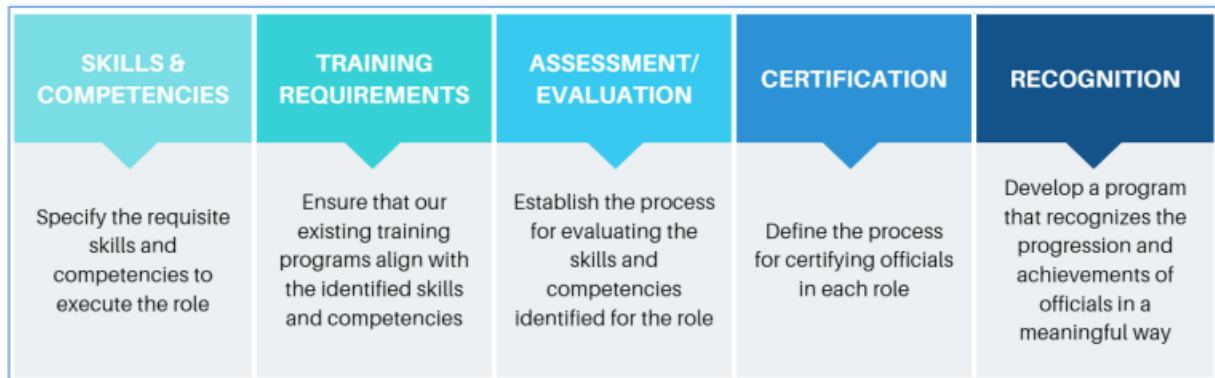 SKILLS &
COMPETENCIES
Specify the requisite
skills and
competencies to
execute the role
TRAINING
REQUIREMENTS
Ensure that our
existing training
programs align with
the identified skills
and competencies
ASSESSMENT/
EVALUATION
Establish the process
for evaluating the
skills and
competencies
identified for the role
CERTIFICATION
Define the process
for certifying officials
in each role
RECOGNITION
Develop a program
that recognizes the
progression and
achievements of
officials in a
meaningful way